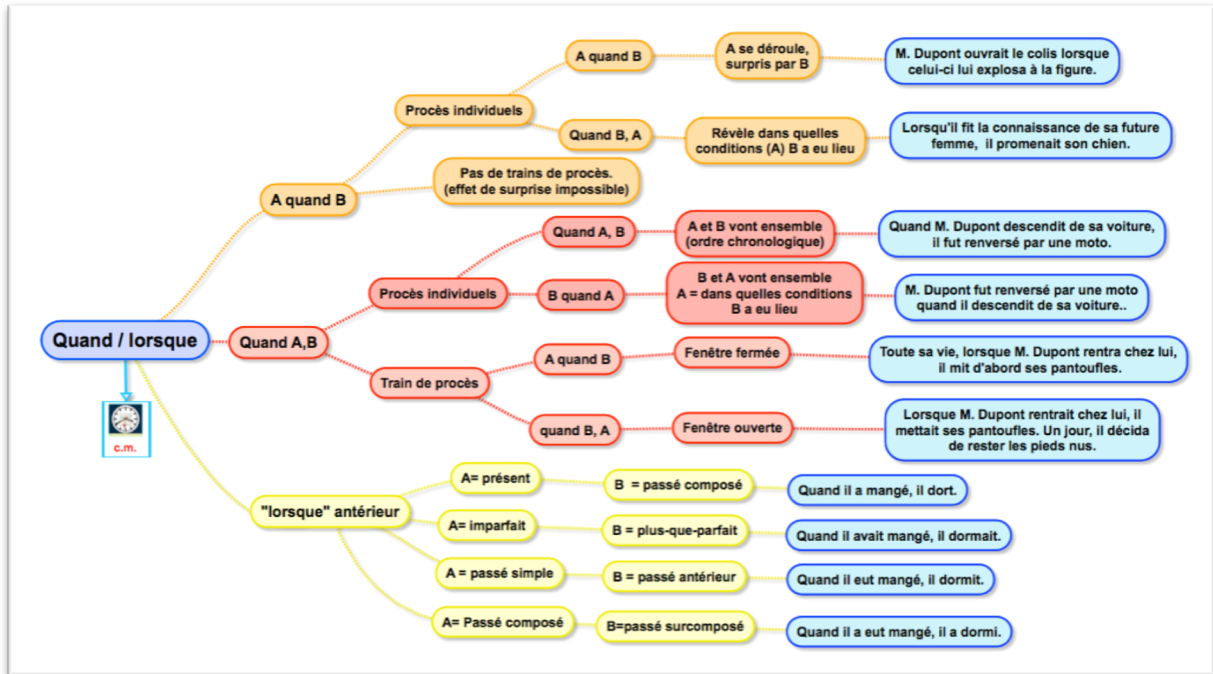 A quand B
A se déroule,
surpris par B
M. Dupont ouvrait le colis lorsque
celui-ci lui explosa à la figure.
Procès individuels
Quand B, A
Révèle dans quelles
conditions (A) B a eu lieu
Lorsqu'il fit la connaissance de sa future
femme, il promenait son chien.
A quand B
Pas de trains de procès.
(effet de surprise impossible)
Quand A, B
A et B vont ensemble
(ordre chronologique)
Quand M. Dupont descendit de sa voiture,
il fut renversé par une moto.
Procès individuels
B quand A
B et A vont ensemble
A = dans quelles conditions
B a eu lieu
M. Dupont fut renversé par une moto
quand il descendit de sa voiture..
Quand / lorsque
Quand A,B
Train de procès
A quand B
Fenêtre fermée
Toute sa vie, lorsque M. Dupont rentra chez lui,
il mit d'abord ses pantoufles.
quand B, A
Fenêtre ouverte
Lorsque M. Dupont rentrait chez lui, il
mettait ses pantoufles. Un jour, il décida
de rester les pieds nus.
c.m.
"lorsque" antérieur
A= présent
B = passé composé
Quand il a mangé, il dort.
A= imparfait
B = plus-que-parfait
Quand il avait mangé, il dormait.
A = passé simple
B = passé antérieur
Quand il eut mangé, il dormit.
A= Passé composé
B=passé surcomposé
Quand il a eut mangé, il a dormi.